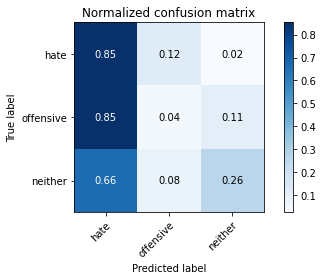 Normalized confusion matrix
hate 0.85 0.12 0.02
offensive 0.85 0.04 0.11
neither 0.66 0.08 0.26
hate offensive neither
Predicted label
True label
0.8
0.7
0.6
0.5
0.4
0.3
0.2
0.1